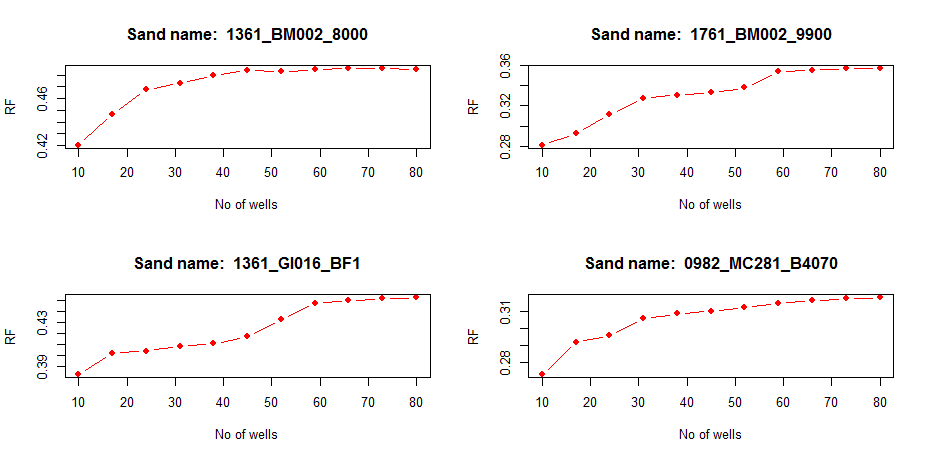 Sand name:  1361_BM002_8000
RF
0.42 0.46
10 20 30 40 50 60 70 80
No of wells
Sand name:  1761_BM002_9900
RF
0.28 0.32 0.36
10 20 30 40 50 60 70 80
No of wells
Sand name:  1361_GI016_BF1
RF
0.39 0.43
10 20 30 40 50 60 70 80
No of wells
Sand name:  0982_MC281_B4070
RF
0.28 0.31
10 20 30 40 50 60 70 80
No of wells